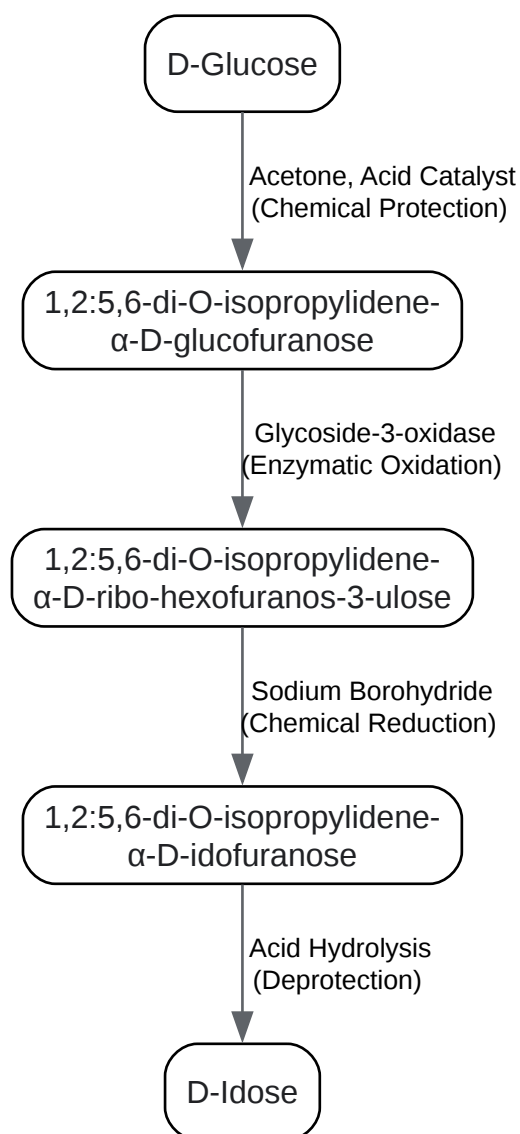 D-Glucose
Acetone, Acid Catalyst
(Chemical Protection)
1,2:5,6-di-O-isopropylidene-
α-D-glucofuranose
Glycoside-3-oxidase
(Enzymatic Oxidation)
1,2:5,6-di-O-isopropylidene-
α-D-ribo-hexofuranos-3-ulose
Sodium Borohydride
(Chemical Reduction)
1,2:5,6-di-O-isopropylidene-
α-D-idofuranose
Acid Hydrolysis
(Deprotection)
D-Idose